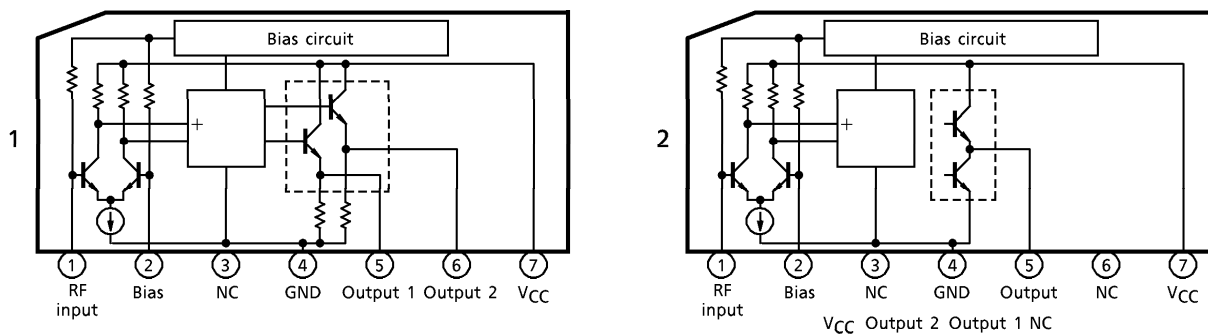 Bias circuit
+
1
1 2 3 4 5 6 7
RF input Bias NC GND Output 1 Output 2 VCC
Bias circuit
+
2
1 2 3 4 5 6 7
RF input Bias NC GND Output NC VCC
VCC Output 2 Output 1 NC